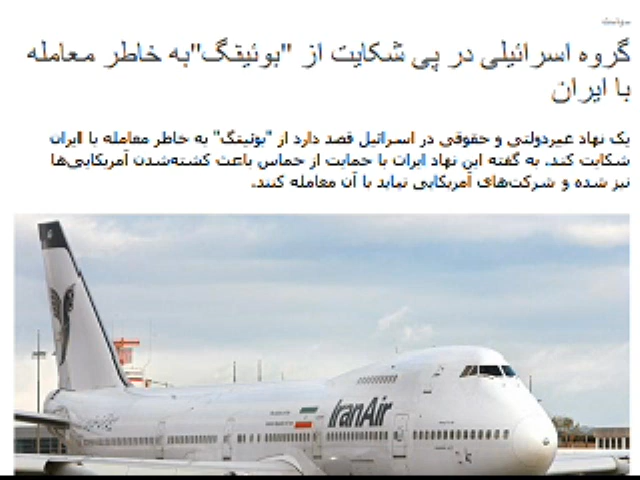 سیاست
گروه اسرائیلی در پی شکایت از "بوئینگ"به خاطر معامله
با ایران
یک نهاد غیردولتی و حقوقی در اسرائیل قصد دارد از "بوئینگ" به خاطر معامله با ایران
شکایت کند. به گفته این نهاد ایران با حمایت از حماس باعث کشته‌شدن آمریکایی‌ها
نیز شده و شرکت‌های آمریکایی نباید با آن معامله کنند.
IranAir